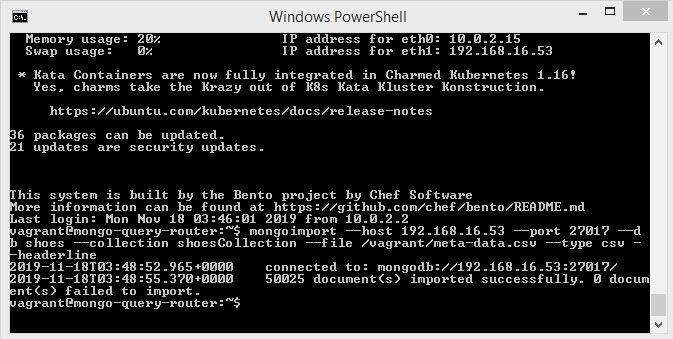 Windows PowerShell
Memory usage: 20% IP address for eth0: 10.0.2.15
Swap usage: 0% IP address for eth1: 192.168.16.53
* Kata Containers are now fully integrated in Charmed Kubernetes 1.16!
Yes, charms take the Krazy out of K8s Kata Kluster Konstruction.
https://ubuntu.com/kubernetes/docs/release-notes
36 packages can be updated.
21 updates are security updates.
This system is built by the Bento project by Chef Software
More information can be found at https://github.com/chef/bento/README.md
Last login: Mon Nov 18 03:46:01 2019 from 10.0.2.2
vagrant@mongo-query-router:~$ mongoimport --host 192.168.16.53 --port 27017 --d
b shoes --collection shoesCollection --file /vagrant/meta-data.csv --type csv -
-headerline
2019-11-18T03:48:52.965+0000 connected to: mongodb://192.168.16.53:27017/
2019-11-18T03:48:55.370+0000 50025 document(s) imported successfully. 0 docum
ent(s) failed to import.
vagrant@mongo-query-router:~$